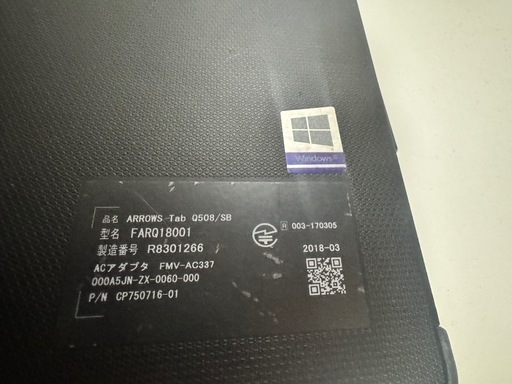 Windows®
品名 ARROWS Tab Q508/SB
型名 FARQ18001
製造番号 R8301266
ACアダプタ FMV-AC337
000A5JN-ZX-0060-000
P/N CP750716-01
R 003-170305
2018-03